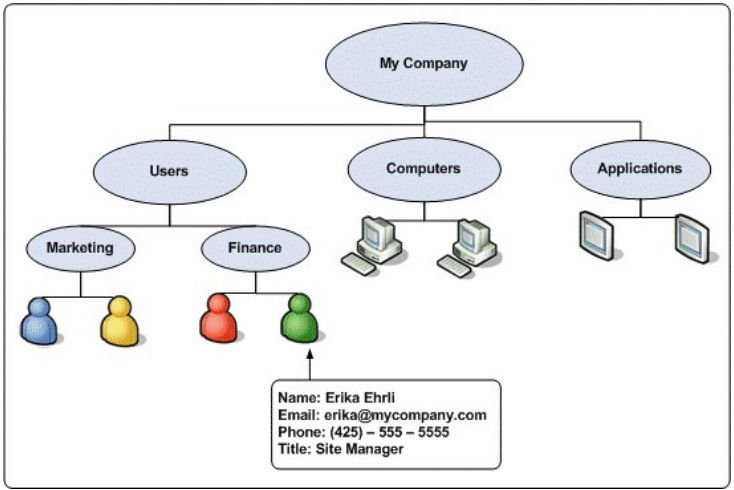 My Company
Users
Computers
Applications
Marketing
Finance
Name: Erika Ehrli
Email: erika@mycompany.com
Phone: (425) – 555 – 5555
Title: Site Manager